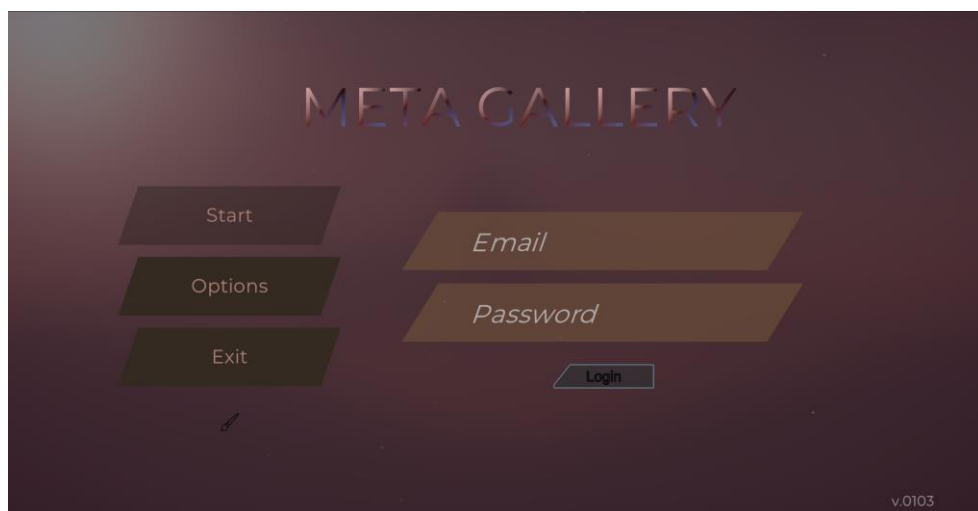 META GALLERY
Start
Options
Exit
Email
Password
Login
v.0103